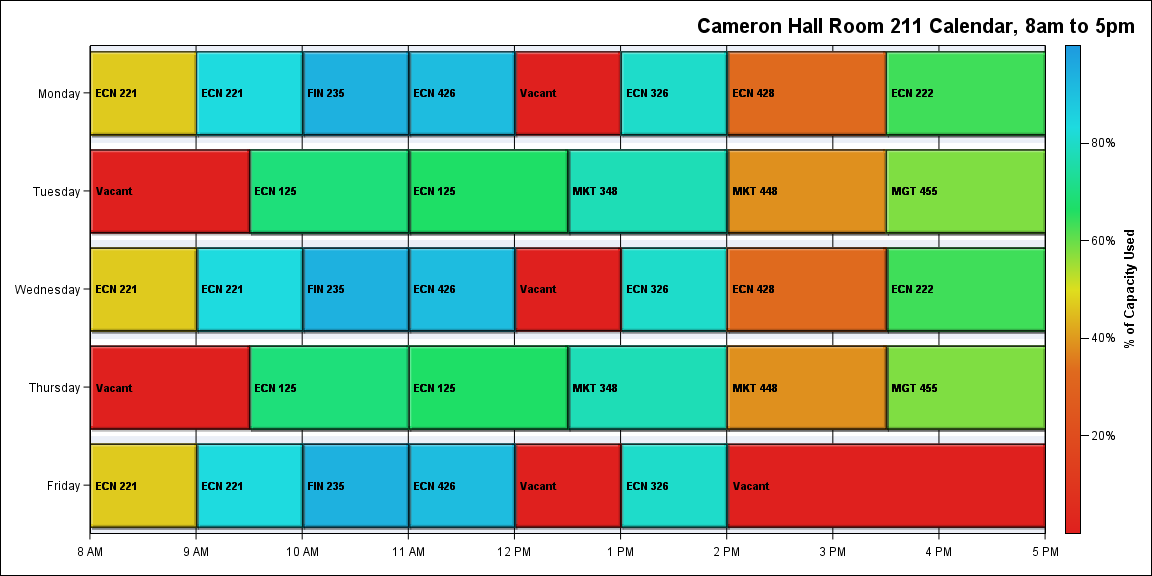 Cameron Hall Room 211 Calendar, 8am to 5pm
Monday ECN 221 ECN 221 FIN 235 ECN 426 Vacant ECN 326 ECN 428 ECN 222
Tuesday Vacant ECN 125 ECN 125 MKT 348 MKT 448 MGT 455
Wednesday ECN 221 ECN 221 FIN 235 ECN 426 Vacant ECN 326 ECN 428 ECN 222
Thursday Vacant ECN 125 ECN 125 MKT 348 MKT 448 MGT 455
Friday ECN 221 ECN 221 FIN 235 ECN 426 Vacant ECN 326 Vacant
8 AM 9 AM 10 AM 11 AM 12 PM 1 PM 2 PM 3 PM 4 PM 5 PM
80%
60%
40%
20%
% of Capacity Used